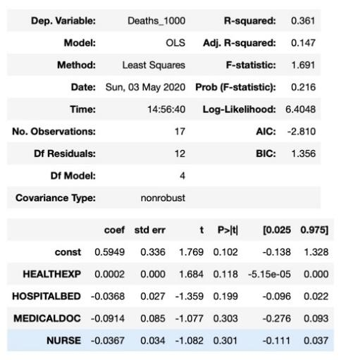 Dep. Variable: Deaths_1000 R-squared: 0.361
Model: OLS Adj. R-squared: 0.147
Method: Least Squares F-statistic: 1.691
Date: Sun, 03 May 2020 Prob (F-statistic): 0.216
Time: 14:56:40 Log-Likelihood: 6.4048
No. Observations: 17 AIC: -2.810
Df Residuals: 12 BIC: 1.356
Df Model: 4
Covariance Type: nonrobust
coef std err t P>|t| [0.025 0.975]
const 0.5949 0.336 1.769 0.102 -0.138 1.328
HEALTHEXP 0.0002 0.000 1.684 0.118 -5.15e-05 0.000
HOSPITALBED -0.0368 0.027 -1.359 0.199 -0.096 0.022
MEDICALDOC -0.0914 0.085 -1.077 0.303 -0.276 0.093
NURSE -0.0367 0.034 -1.082 0.301 -0.111 0.037